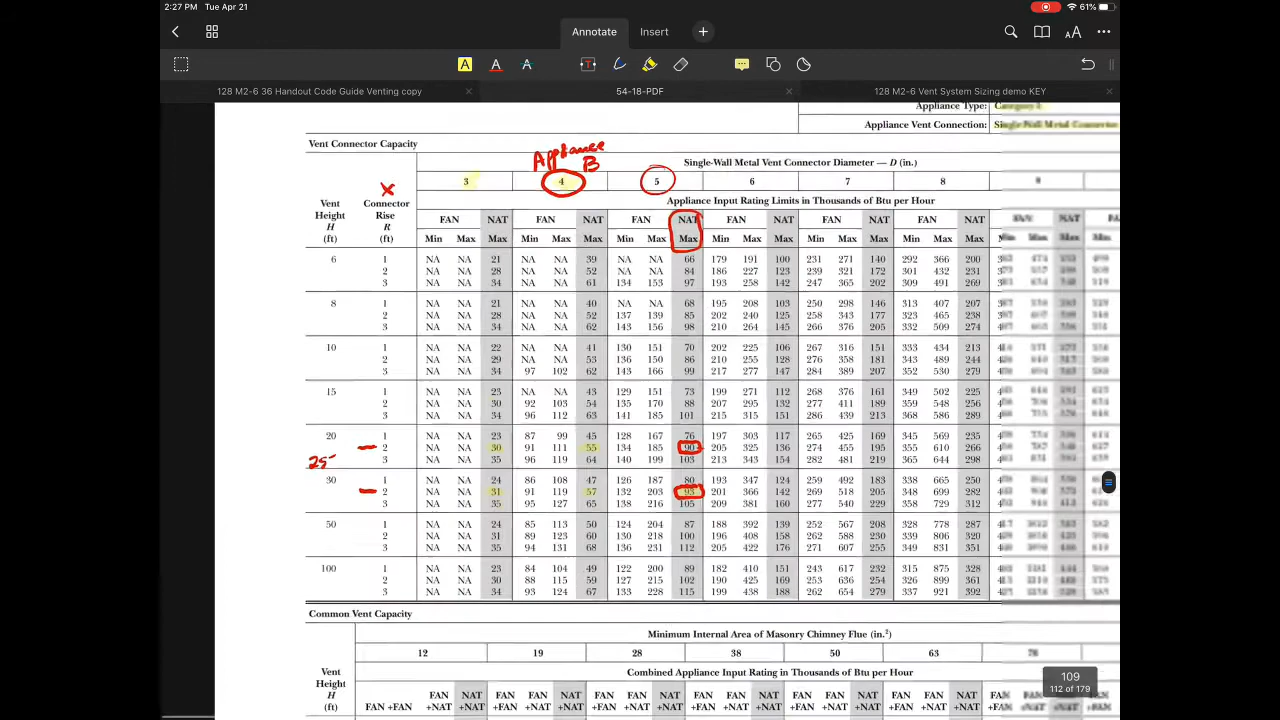 2:27 PM Tue Apr 21
61%
Annotate Insert
128 M2-6 36 Handout Code Guide Venting copy 54-18-PDF 128 M2-6 Vent System Sizing demo KEY
Appliance Type: Category I
Appliance Vent Connection: Single-Wall Metal Connector
Vent Connector Capacity
Appliance
B
Single-Wall Metal Vent Connector Diameter — D (in.)
x
3 4 5 6 7 8
Vent Height H (ft) Connector Rise R (ft)
Appliance Input Rating Limits in Thousands of Btu per Hour
FAN NAT FAN NAT FAN NAT FAN NAT FAN NAT FAN NAT
Min Max Max Min Max Max Min Max Max Min Max Max Min Max Max Min Max Max
6 1 NA NA 21 NA NA 39 NA NA 66 179 191 100 231 271 140 292 366 200
2 NA NA 28 NA NA 52 NA NA 84 186 227 123 239 321 172 301 432 231
3 NA NA 34 NA NA 61 134 153 97 193 258 142 247 365 202 309 491 269
8 1 NA NA 21 NA NA 40 NA NA 68 195 208 103 250 298 146 313 407 207
2 NA NA 28 NA NA 52 137 139 85 202 240 125 258 343 177 323 465 238
3 NA NA 34 NA NA 62 143 156 98 210 264 145 266 376 205 332 509 274
10 1 NA NA 22 NA NA 41 130 151 70 202 225 106 267 316 151 333 434 213
2 NA NA 29 NA NA 53 136 150 86 210 255 128 276 358 181 343 489 244
3 NA NA 34 97 102 62 143 166 99 217 277 147 284 389 207 352 530 279
15 1 NA NA 23 NA NA 43 129 151 73 199 271 112 268 376 161 349 502 225
2 NA NA 30 92 103 54 135 170 88 207 295 132 277 411 189 359 548 256
3 NA NA 34 96 112 63 141 185 101 215 315 151 286 439 213 368 586 289
20 1 NA NA 23 87 99 45 128 167 76 197 303 117 265 425 169 345 569 235
2 NA NA 30 91 111 55 134 185 90 205 325 136 274 455 195 355 610 266
3 NA NA 35 96 119 64 140 199 103 213 343 154 282 481 219 365 644 298
30 1 NA NA 24 86 108 47 126 187 80 193 347 124 259 492 183 338 665 250
2 NA NA 31 91 119 57 132 203 93 201 366 142 269 518 205 348 699 282
3 NA NA 35 95 127 65 138 216 105 209 381 160 277 540 229 358 729 312
50 1 NA NA 24 85 113 50 124 204 87 188 392 139 252 567 208 328 778 287
2 NA NA 31 89 123 60 130 218 100 196 408 158 262 588 230 339 806 320
3 NA NA 35 94 131 68 136 231 112 205 422 176 271 607 255 349 831 351
100 1 NA NA 23 84 104 49 122 200 89 182 410 151 243 617 232 315 875 328
2 NA NA 30 88 115 59 127 215 102 190 425 169 253 636 254 326 899 361
3 NA NA 34 93 124 67 133 228 115 199 438 188 262 654 279 337 921 392
Common Vent Capacity
Minimum Internal Area of Masonry Chimney Flue (in.²)
12 19 28 38 50 63 78
Vent Height H (ft)
Combined Appliance Input Rating in Thousands of Btu per Hour
FAN NAT FAN FAN NAT FAN FAN NAT FAN FAN NAT FAN FAN NAT FAN FAN NAT
+FAN +NAT +NAT +FAN +NAT +NAT +FAN +NAT +NAT +FAN +NAT +NAT +FAN +NAT +NAT
109
112 of 179